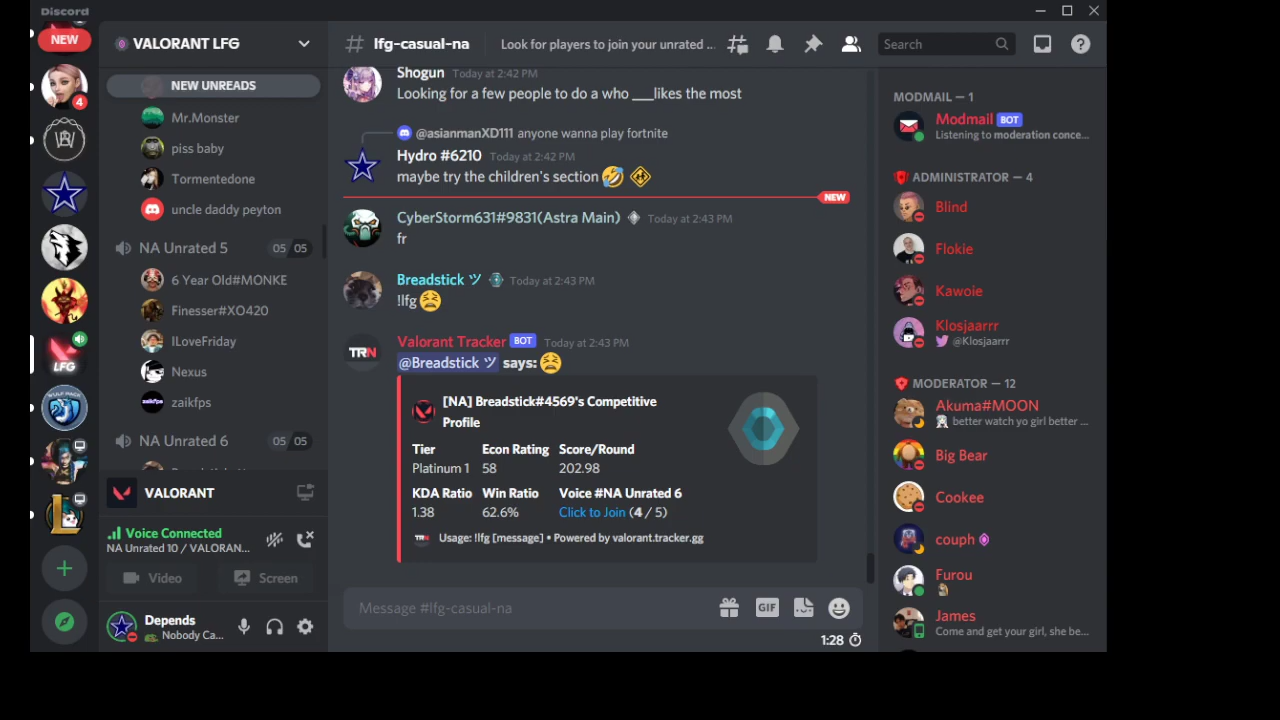 Discord
NEW
4
LFG
VALORANT LFG
NEW UNREADS
Mr.Monster
piss baby
Tormentedone
uncle daddy peyton
NA Unrated 5 05 05
6 Year Old#MONKE
Finesser#XO420
ILoveFriday
Nexus
zaikfps
NA Unrated 6 05 05
VALORANT
Voice Connected
NA Unrated 10 / VALORAN...
Video Screen
Depends
Nobody Ca...
# lfg-casual-na Look for players to join your unrated ...
Search
Shogun Today at 2:42 PM
Looking for a few people to do a who ___likes the most
@asianmanXD111 anyone wanna play fortnite
Hydro #6210 Today at 2:42 PM
maybe try the children's section 🤣
NEW
CyberStorm631#9831(Astra Main) Today at 2:43 PM
fr
Breadstick ツ Today at 2:43 PM
!lfg 😫
TRN
Valorant Tracker BOT Today at 2:43 PM
@Breadstick ツ says: 😫
[NA] Breadstick#4569's Competitive
Profile
Tier Econ Rating Score/Round
Platinum 1 58 202.98
KDA Ratio Win Ratio Voice #NA Unrated 6
1.38 62.6% Click to Join (4 / 5)
TRN Usage: !lfg [message] • Powered by valorant.tracker.gg
Message #lfg-casual-na
GIF
1:28
MODMAIL — 1
Modmail BOT
Listening to moderation conce...
ADMINISTRATOR — 4
Blind
Flokie
Kawoie
Klosjaarrr
@Klosjaarrr
MODERATOR — 12
Akuma#MOON
better watch yo girl better ...
Big Bear
Cookee
couph
Furou
James
Come and get your girl, she be...